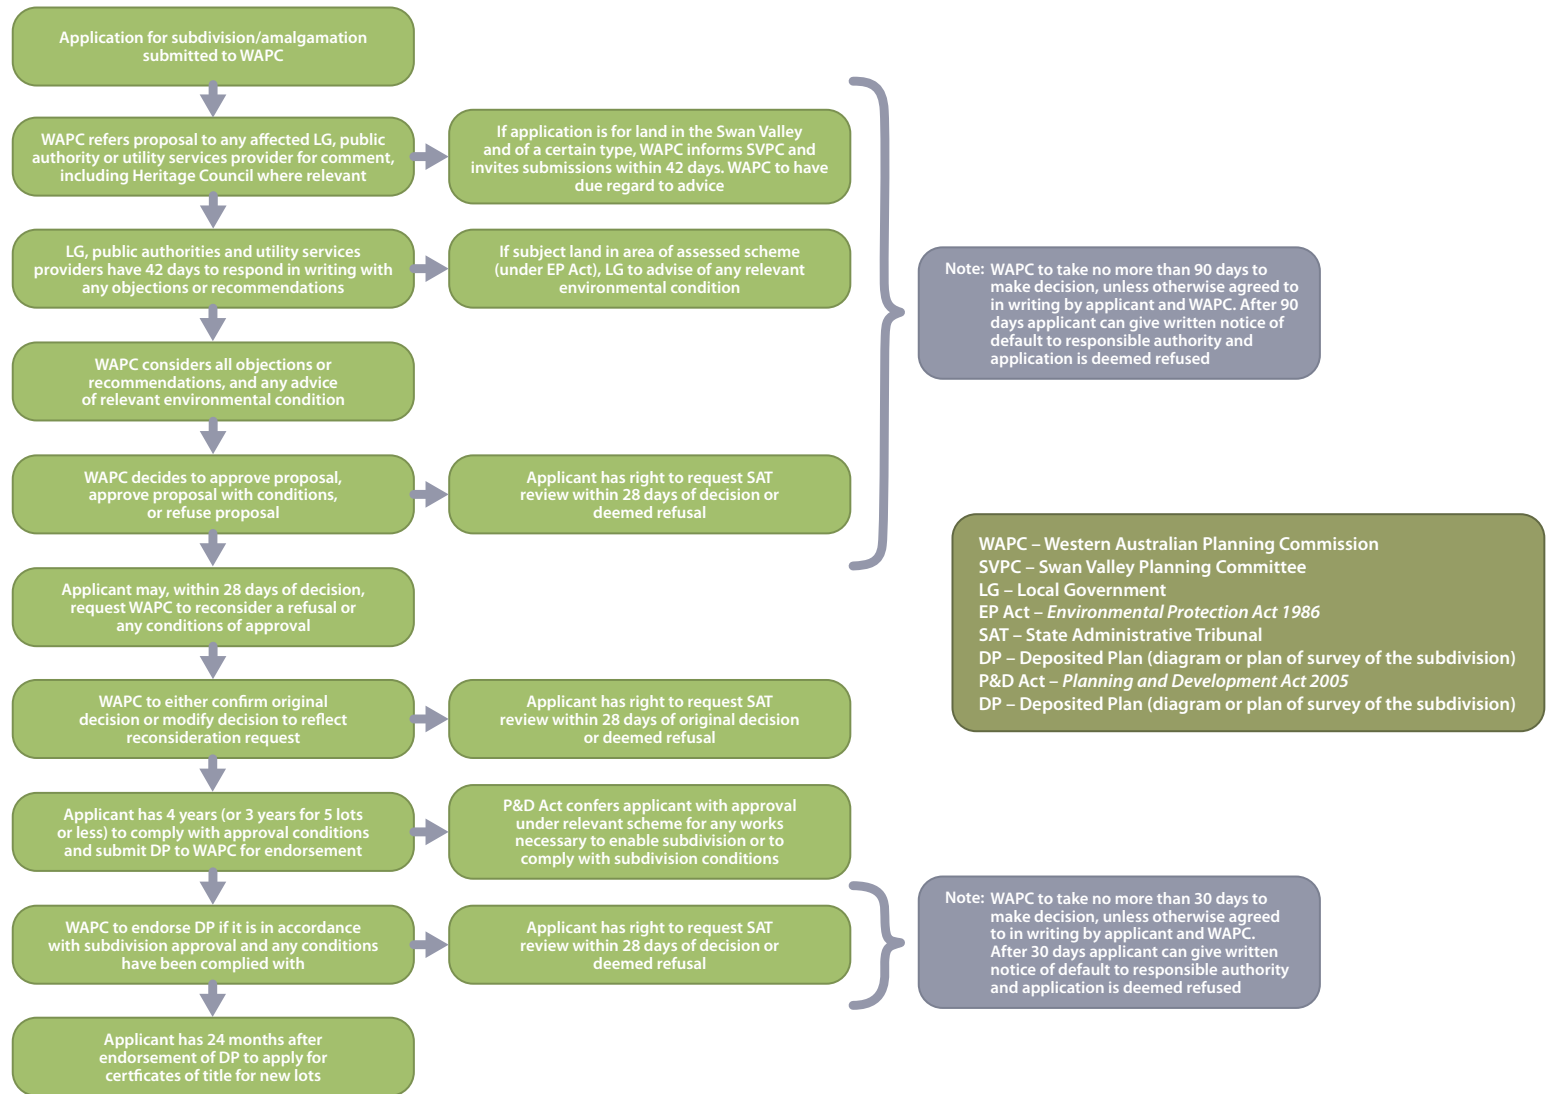 Application for subdivision/amalgamation
submitted to WAPC
WAPC refers proposal to any affected LG, public
authority or utility services provider for comment,
including Heritage Council where relevant
If application is for land in the Swan Valley
and of a certain type, WAPC informs SVPC and
invites submissions within 42 days. WAPC to have
due regard to advice
LG, public authorities and utility services
providers have 42 days to respond in writing with
any objections or recommendations
If subject land in area of assessed scheme
(under EP Act), LG to advise of any relevant
environmental condition
Note: WAPC to take no more than 90 days to
make decision, unless otherwise agreed to
in writing by applicant and WAPC. After 90
days applicant can give written notice of
default to responsible authority and
application is deemed refused
WAPC considers all objections or
recommendations, and any advice
of relevant environmental condition
WAPC decides to approve proposal,
approve proposal with conditions,
or refuse proposal
Applicant has right to request SAT
review within 28 days of decision or
deemed refusal
Applicant may, within 28 days of decision,
request WAPC to reconsider a refusal or
any conditions of approval
WAPC – Western Australian Planning Commission
SVPC – Swan Valley Planning Committee
LG – Local Government
EP Act – Environmental Protection Act 1986
SAT – State Administrative Tribunal
DP – Deposited Plan (diagram or plan of survey of the subdivision)
P&D Act – Planning and Development Act 2005
DP – Deposited Plan (diagram or plan of survey of the subdivision)
WAPC to either confirm original
decision or modify decision to reflect
reconsideration request
Applicant has right to request SAT
review within 28 days of original decision
or deemed refusal
Applicant has 4 years (or 3 years for 5 lots
or less) to comply with approval conditions
and submit DP to WAPC for endorsement
P&D Act confers applicant with approval
under relevant scheme for any works
necessary to enable subdivision or to
comply with subdivision conditions
WAPC to endorse DP if it is in accordance
with subdivision approval and any conditions
have been complied with
Applicant has right to request SAT
review within 28 days of decision or
deemed refusal
Note: WAPC to take no more than 30 days to
make decision, unless otherwise agreed
to in writing by applicant and WAPC.
After 30 days applicant can give written
notice of default to responsible authority
and application is deemed refused
Applicant has 24 months after
endorsement of DP to apply for
certficates of title for new lots